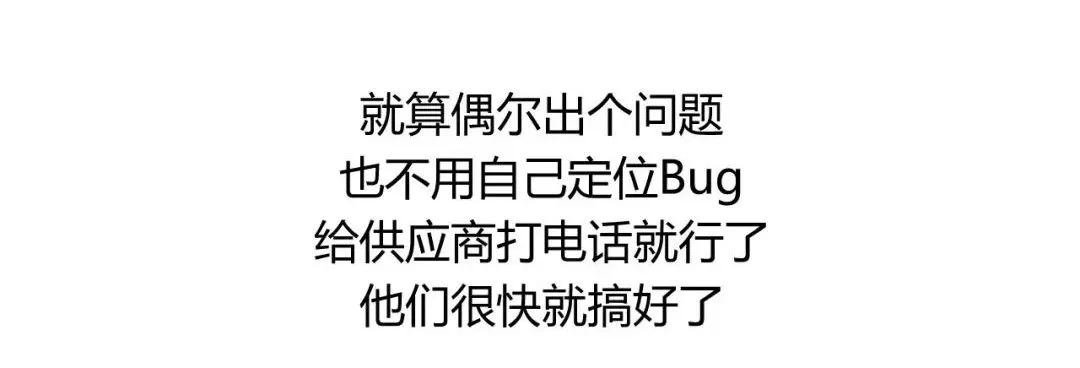 就算偶尔出个问题
也不用自己定位Bug
给供应商打电话就行了
他们很快就搞好了